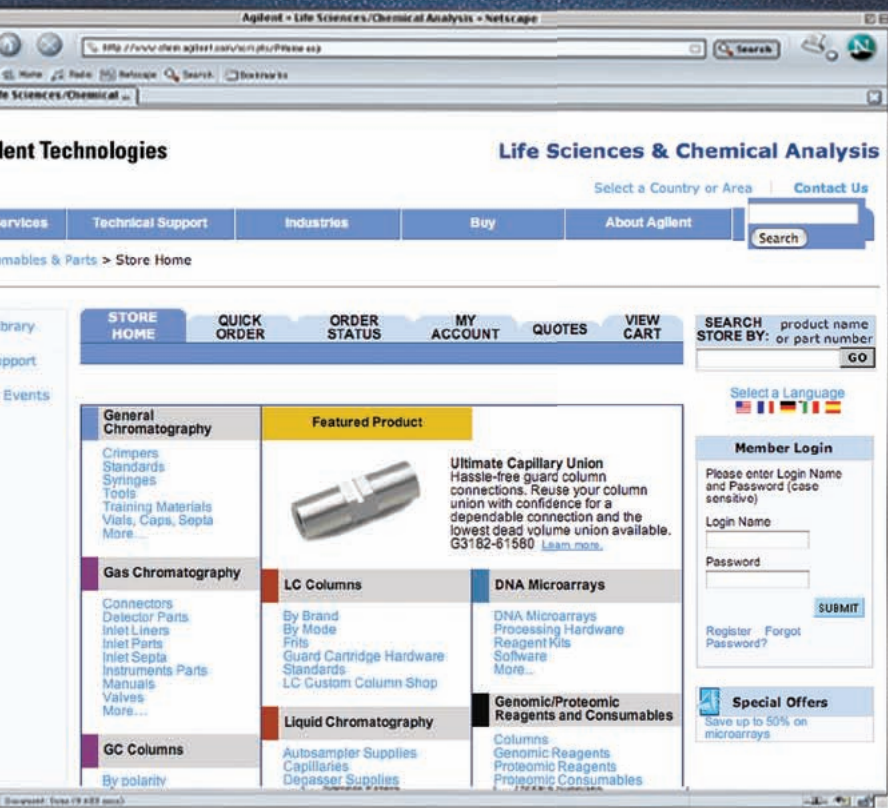 Agilent - Life Sciences/Chemical Analysis - Netscape
Search
Home Radio Netscape Search Bookmarks
fe Sciences/Chemical ...
lent Technologies
Life Sciences & Chemical Analysis
Select a Country or Area
Contact Us
ervices
Technical Support
Industries
Buy
About Agilent
Search
mables & Parts > Store Home
brary
pport
Events
STORE HOME
QUICK ORDER
ORDER STATUS
MY ACCOUNT
QUOTES
VIEW CART
SEARCH STORE BY:
product name or part number
GO
Select a Language
General
Chromatography
Crimpers
Standards
Syringes
Tools
Training Materials
Vials, Caps, Septa
More...
Featured Product
Ultimate Capillary Union
Hassle-free guard column
connections. Reuse your column
union with confidence for a
dependable connection and the
lowest dead volume union available.
G3182-61580 Learn more.
Gas Chromatography
Connectors
Detector Parts
Inlet Liners
Inlet Parts
Inlet Septa
Instruments Parts
Manuals
Valves
More...
GC Columns
By polarity
LC Columns
By Brand
By Mode
Frits
Guard Cartridge Hardware
Standards
LC Custom Column Shop
Liquid Chromatography
Autosampler Supplies
Capillaries
Degasser Supplies
DNA Microarrays
DNA Microarrays
Processing Hardware
Reagent Kits
Software
More...
Genomic/Proteomic
Reagents and Consumables
Columns
Genomic Reagents
Proteomic Reagents
Proteomic Consumables
Member Login
Please enter Login Name
and Password (case
sensitive)
Login Name
Password
SUBMIT
Register Forgot
Password?
Special Offers
Save up to 50% on
microarrays